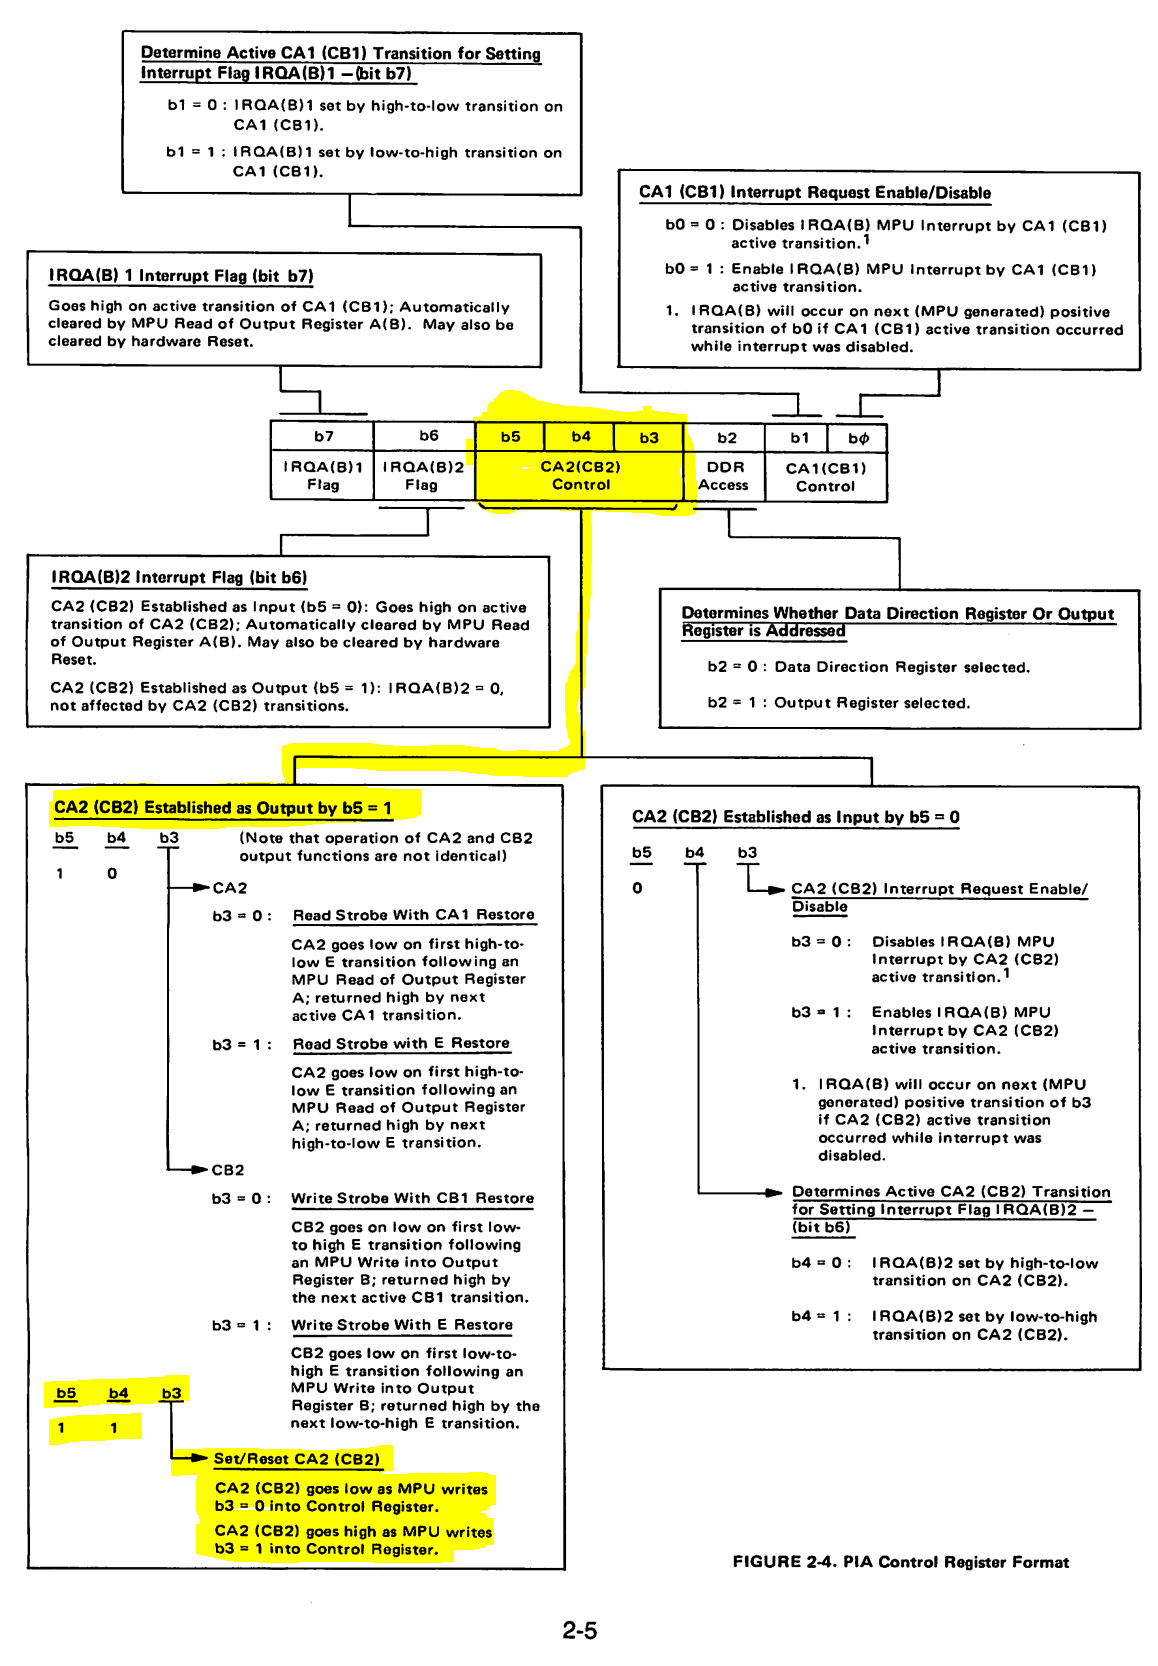 Determine Active CA1 (CB1) Transition for Setting
Interrupt Flag IRQA(B)1 – (bit b7)
b1 = 0 : IRQA(B)1 set by high-to-low transition on
CA1 (CB1).
b1 = 1 : IRQA(B)1 set by low-to-high transition on
CA1 (CB1).
CA1 (CB1) Interrupt Request Enable/Disable
b0 = 0 : Disables IRQA(B) MPU Interrupt by CA1 (CB1)
active transition.1
b0 = 1 : Enable IRQA(B) MPU Interrupt by CA1 (CB1)
active transition.
1. IRQA(B) will occur on next (MPU generated) positive
transition of b0 if CA1 (CB1) active transition occurred
while interrupt was disabled.
IRQA(B) 1 Interrupt Flag (bit b7)
Goes high on active transition of CA1 (CB1); Automatically
cleared by MPU Read of Output Register A(B). May also be
cleared by hardware Reset.
b7 b6 b5 b4 b3 b2 b1 bϕ
IRQA(B)1 IRQA(B)2 CA2(CB2) DDR CA1(CB1)
Flag Flag Control Access Control
IRQA(B)2 Interrupt Flag (bit b6)
CA2 (CB2) Established as Input (b5 = 0): Goes high on active
transition of CA2 (CB2); Automatically cleared by MPU Read
of Output Register A(B). May also be cleared by hardware
Reset.
CA2 (CB2) Established as Output (b5 = 1): IRQA(B)2 = 0,
not affected by CA2 (CB2) transitions.
Determines Whether Data Direction Register Or Output
Register is Addressed
b2 = 0 : Data Direction Register selected.
b2 = 1 : Output Register selected.
CA2 (CB2) Established as Output by b5 = 1
b5 b4 b3 (Note that operation of CA2 and CB2
output functions are not identical)
1 0
CA2
b3 = 0 : Read Strobe With CA1 Restore
CA2 goes low on first high-to-
low E transition following an
MPU Read of Output Register
A; returned high by next
active CA1 transition.
b3 = 1 : Read Strobe with E Restore
CA2 goes low on first high-to-
low E transition following an
MPU Read of Output Register
A; returned high by next
high-to-low E transition.
CB2
b3 = 0 : Write Strobe With CB1 Restore
CB2 goes on low on first low-
to high E transition following
an MPU Write into Output
Register B; returned high by
the next active CB1 transition.
b3 = 1 : Write Strobe With E Restore
CB2 goes low on first low-to-
high E transition following an
MPU Write into Output
Register B; returned high by the
next low-to-high E transition.
b5 b4 b3
1 1
Set/Reset CA2 (CB2)
CA2 (CB2) goes low as MPU writes
b3 = 0 into Control Register.
CA2 (CB2) goes high as MPU writes
b3 = 1 into Control Register.
CA2 (CB2) Established as Input by b5 = 0
b5 b4 b3
0 CA2 (CB2) Interrupt Request Enable/
Disable
b3 = 0 : Disables IRQA(B) MPU
Interrupt by CA2 (CB2)
active transition.1
b3 = 1 : Enables IRQA(B) MPU
Interrupt by CA2 (CB2)
active transition.
1. IRQA(B) will occur on next (MPU
generated) positive transition of b3
if CA2 (CB2) active transition
occurred while interrupt was
disabled.
Determines Active CA2 (CB2) Transition
for Setting Interrupt Flag IRQA(B)2 –
(bit b6)
b4 = 0 : IRQA(B)2 set by high-to-low
transition on CA2 (CB2).
b4 = 1 : IRQA(B)2 set by low-to-high
transition on CA2 (CB2).
FIGURE 2-4. PIA Control Register Format
2-5